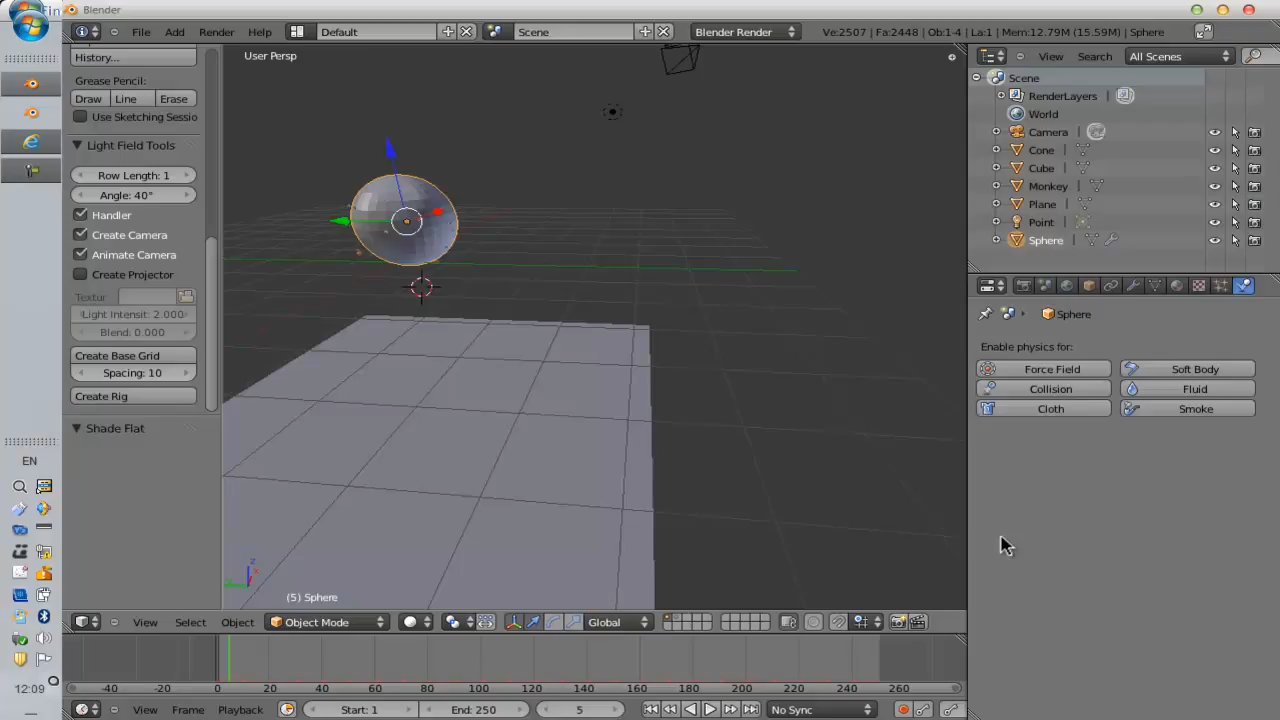 Fin
Blender
File Add Render Help
Default
Scene
Blender Render
Ve:2507 | Fa:2448 | Ob:1-4 | La:1 | Mem:12.79M (15.59M) | Sphere
History...
Grease Pencil:
Draw Line Erase
Use Sketching Sessio
Light Field Tools
Row Length: 1
Angle: 40°
Handler
Create Camera
Animate Camera
Create Projector
Textur
Light Intensit: 2.000
Blend: 0.000
Create Base Grid
Spacing: 10
Create Rig
Shade Flat
User Persp
z
x
y
(5) Sphere
View Search All Scenes
Scene
RenderLayers
World
Camera
Cone
Cube
Monkey
Plane
Point
Sphere
Sphere
Enable physics for:
Force Field Soft Body
Collision Fluid
Cloth Smoke
View Select Object Object Mode Global
-40 -20 0 20 40 60 80 100 120 140 160 180 200 220 240 260
View Frame Playback Start: 1 End: 250 5 No Sync
EN
12:09